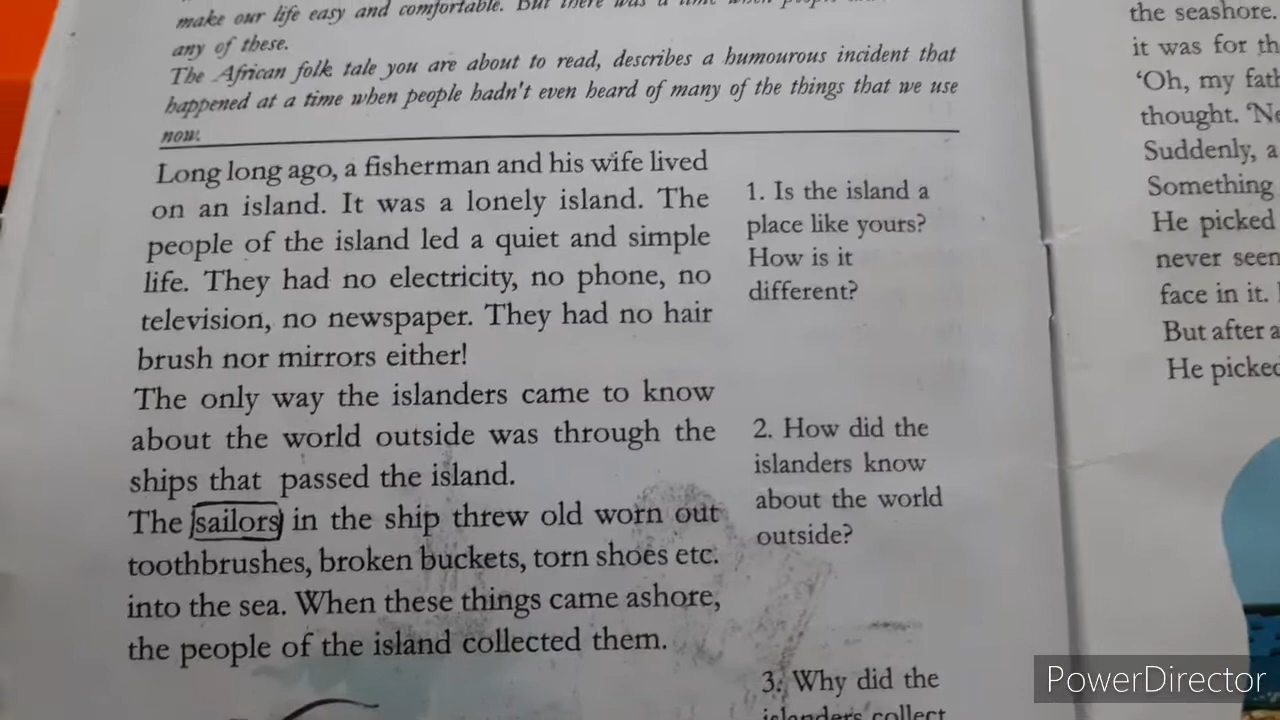 make our life easy and comfortable. But there was a time when people
any of these.
The African folk tale you are about to read, describes a humourous incident that
happened at a time when people hadn't even heard of many of the things that we use
now.
Long long ago, a fisherman and his wife lived
on an island. It was a lonely island. The
people of the island led a quiet and simple
life. They had no electricity, no phone, no
television, no newspaper. They had no hair
brush nor mirrors either!
The only way the islanders came to know
about the world outside was through the
ships that passed the island.
The sailors in the ship threw old worn out
toothbrushes, broken buckets, torn shoes etc.
into the sea. When these things came ashore,
the people of the island collected them.
1. Is the island a
place like yours?
How is it
different?
2. How did the
islanders know
about the world
outside?
3. Why did the
islanders collect
the seashore.
it was for th
'Oh, my fath
thought. 'Ne
Suddenly, a
Something
He picked
never seen
face in it.
But after a
He picked
PowerDirector